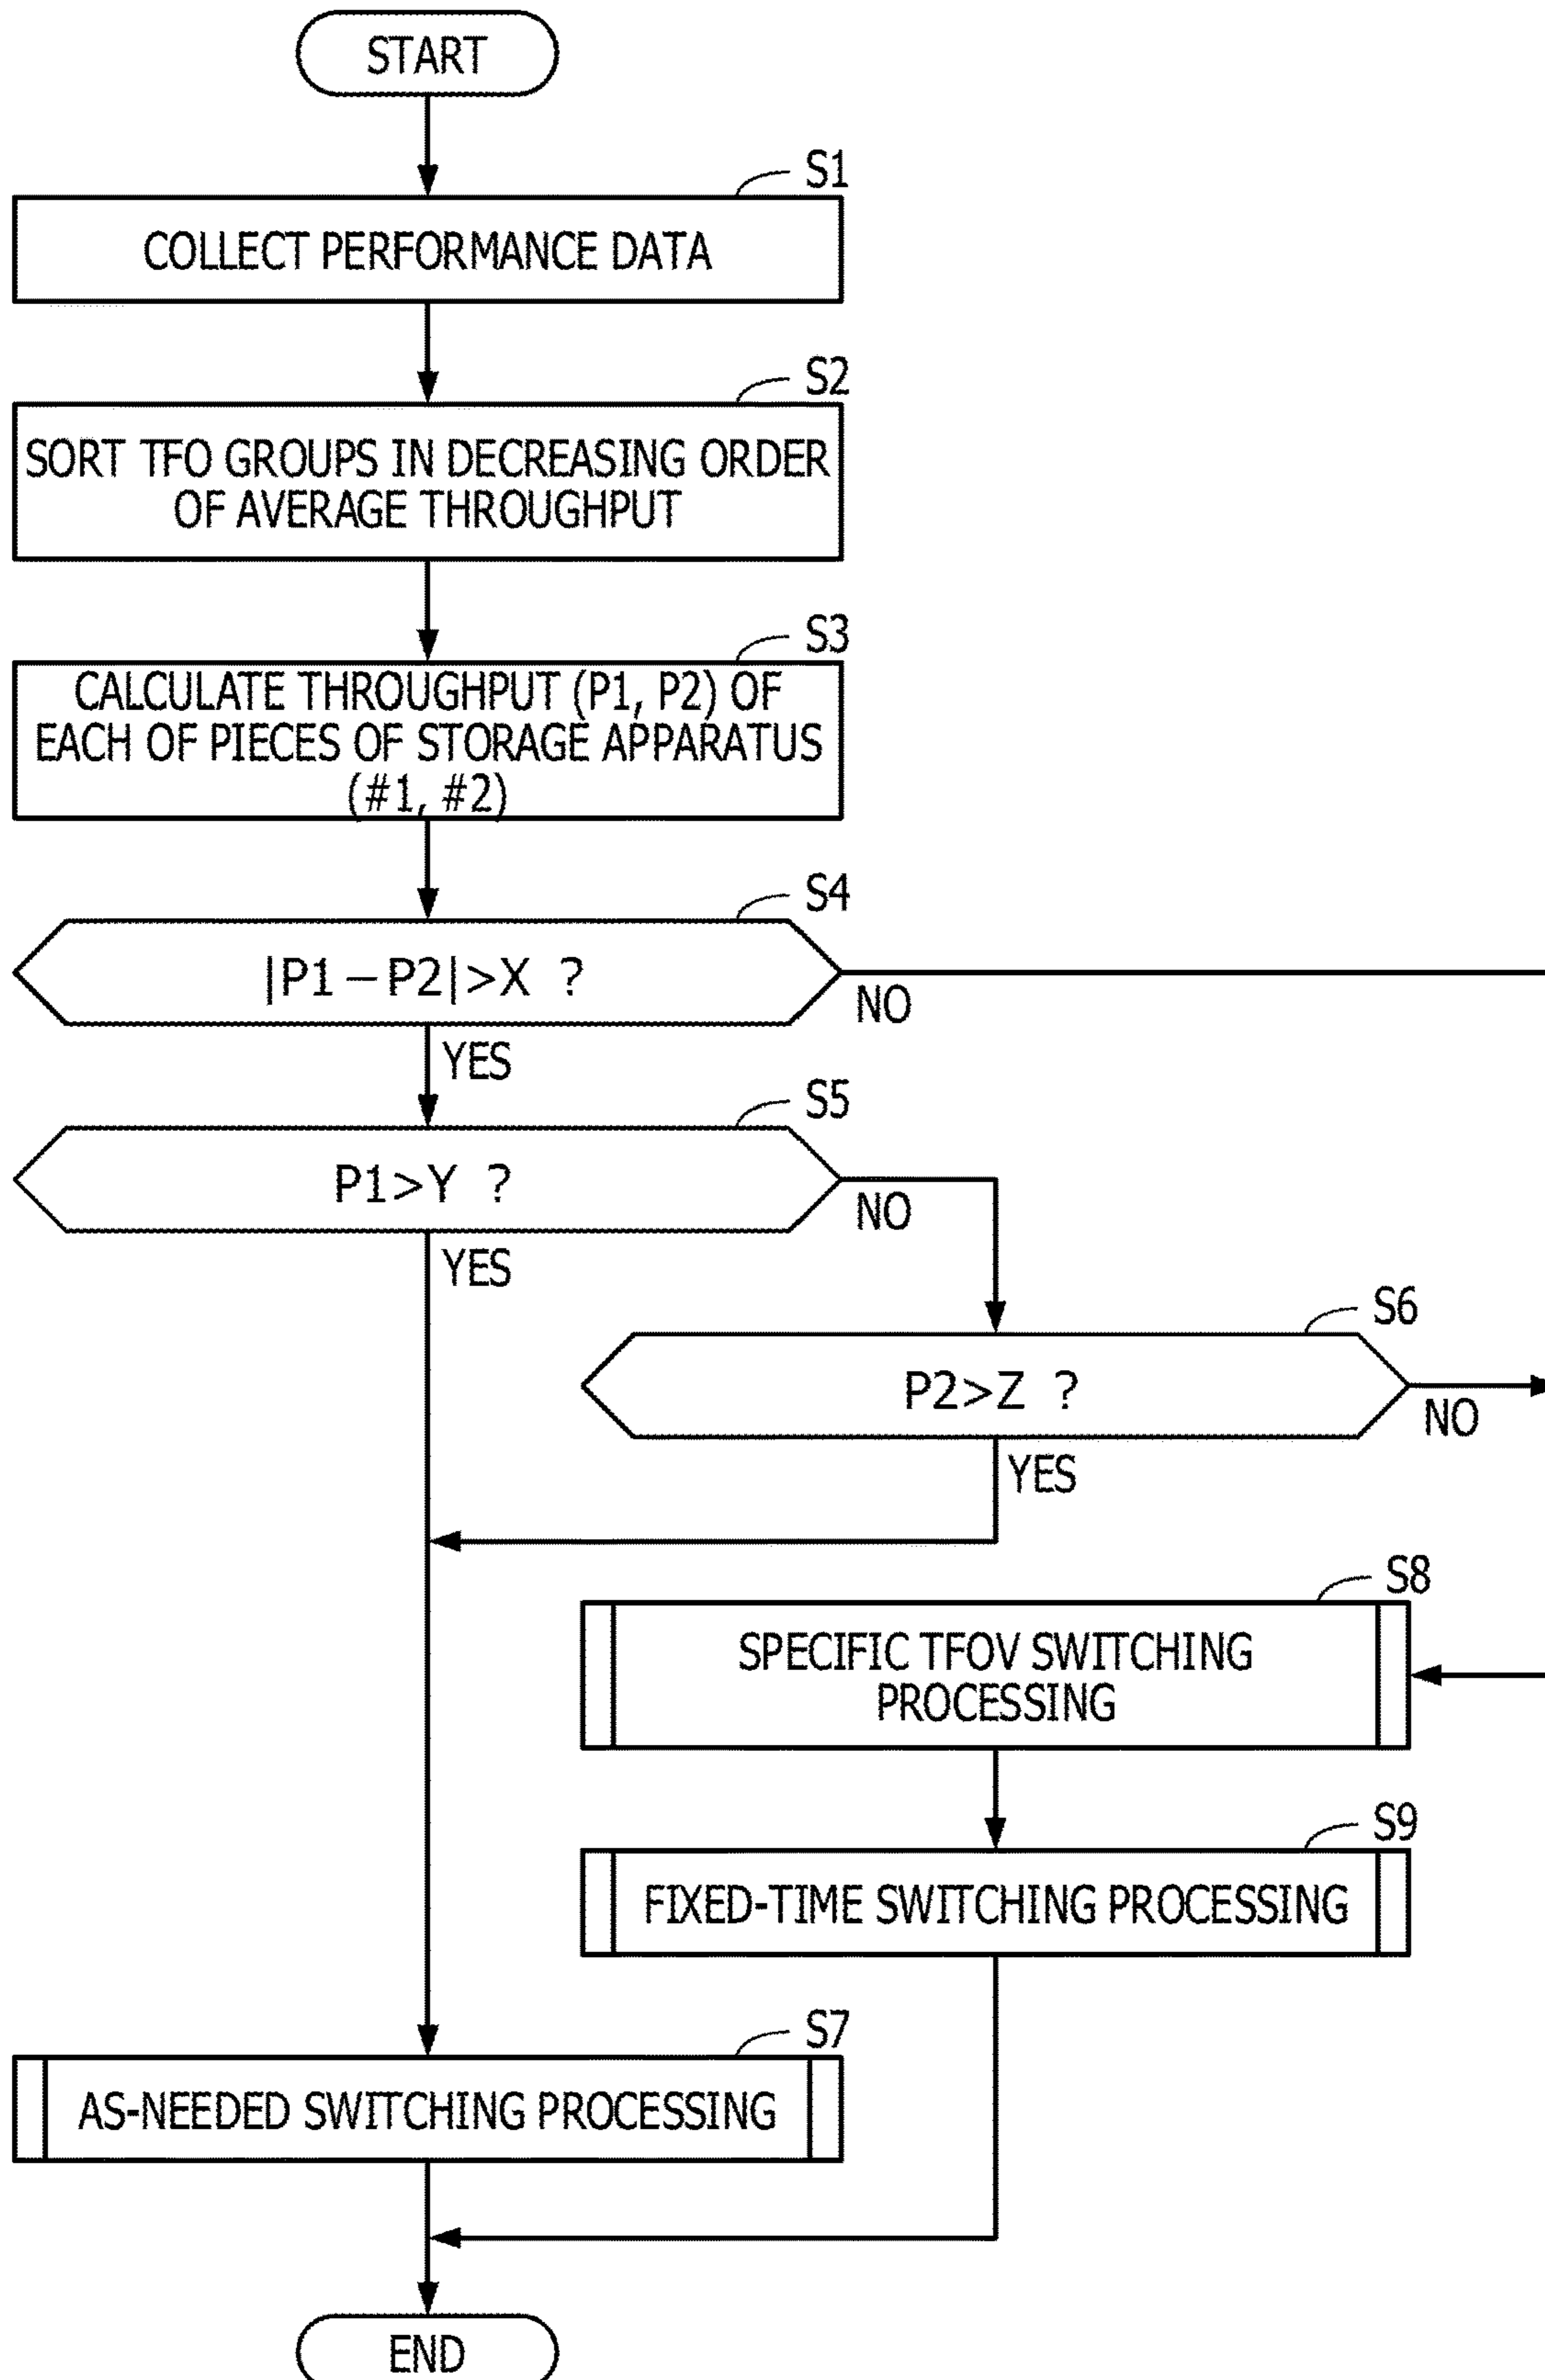 START
S1
COLLECT PERFORMANCE DATA
S2
SORT TFO GROUPS IN DECREASING ORDER
OF AVERAGE THROUGHPUT
S3
CALCULATE THROUGHPUT (P1, P2) OF
EACH OF PIECES OF STORAGE APPARATUS
(#1, #2)
S4
|P1-P2|>X ?
NO
YES
S5
P1>Y ?
NO
YES
S6
P2>Z ?
NO
YES
S8
SPECIFIC TFOV SWITCHING
PROCESSING
S9
FIXED-TIME SWITCHING PROCESSING
S7
AS-NEEDED SWITCHING PROCESSING
END